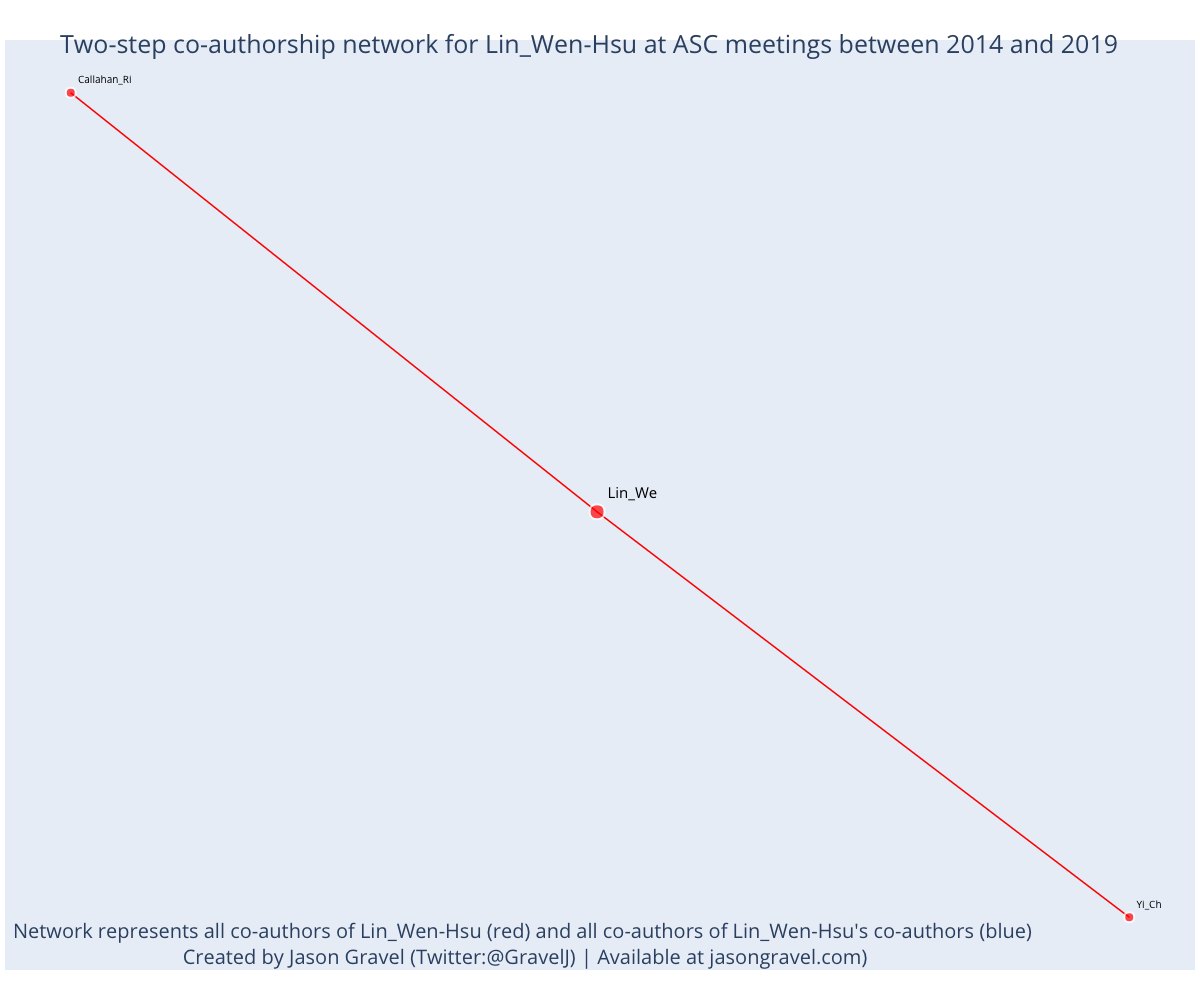 Two-step co-authorship network for Lin_Wen-Hsu at ASC meetings between 2014 and 2019
Callahan_Ri
Lin_We
Yi_Ch
Network represents all co-authors of Lin_Wen-Hsu (red) and all co-authors of Lin_Wen-Hsu's co-authors (blue)
Created by Jason Gravel (Twitter:@GravelJ) | Available at jasongravel.com)